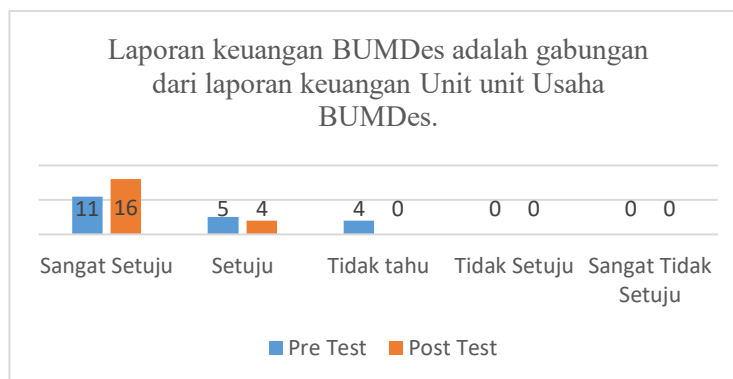 Laporan keuangan BUMDes adalah gabungan
dari laporan keuangan Unit unit Usaha
BUMDes.
11 16 5 4 4 0 0 0 0 0
Sangat Setuju Setuju Tidak tahu Tidak Setuju Sangat Tidak
Setuju
Pre Test Post Test